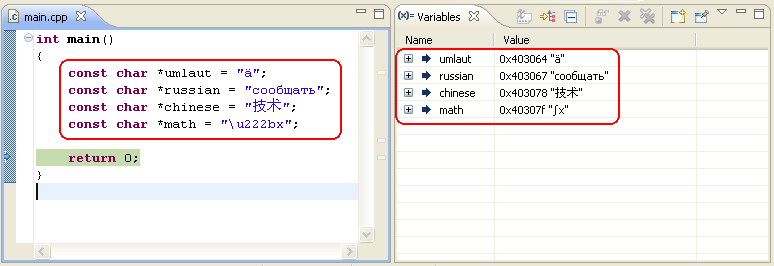 main.cpp
int main()
{
const char *umlaut = "ä";
const char *russian = "сообщать";
const char *chinese = "技术";
const char *math = "\u222bx";
return 0;
}
(x)= Variables
Name Value
umlaut 0x403064 "ä"
russian 0x403067 "сообщать"
chinese 0x403078 "技术"
math 0x40307f "∫x"